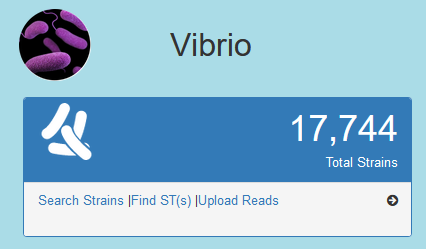 Vibrio
17,744
Total Strains
Search Strains |Find ST(s) |Upload Reads